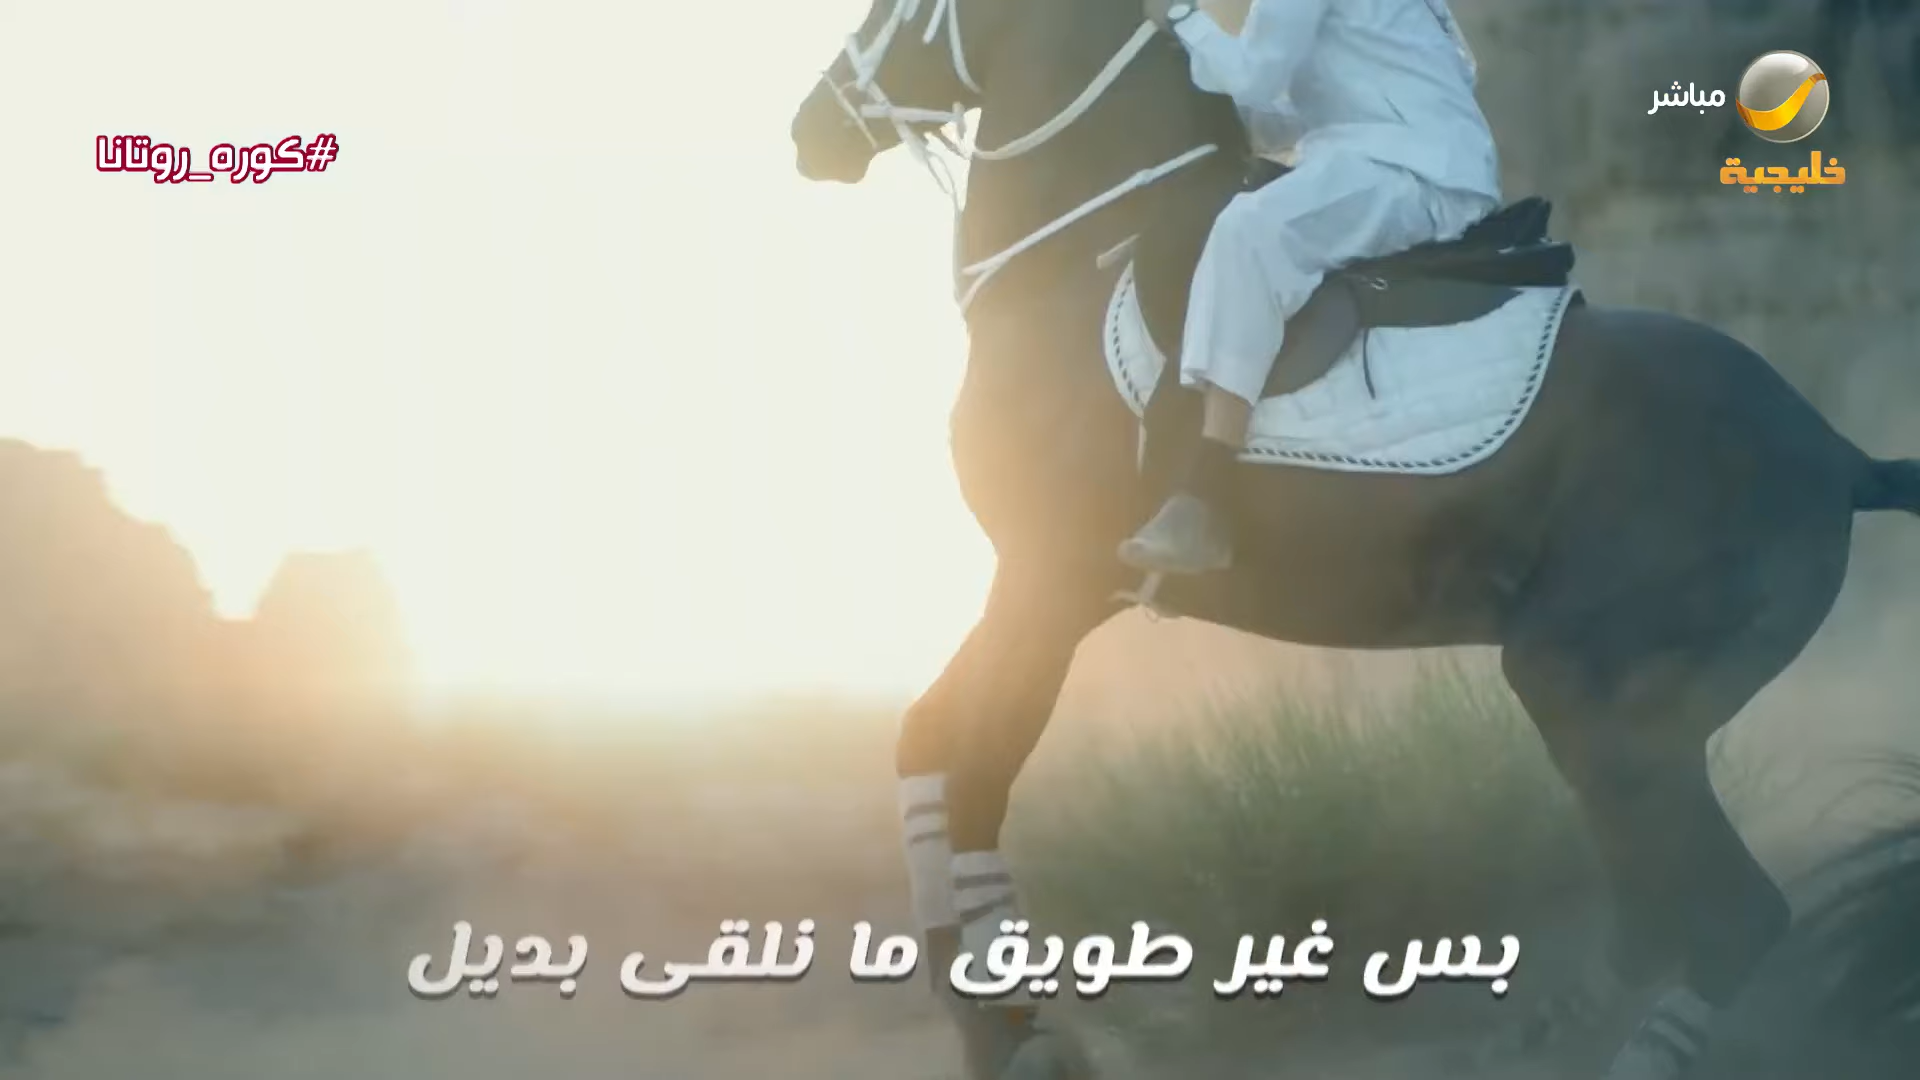 مباشر
خليجية
#كوره_روتانا
بس غير طويق ما نلقى بديل